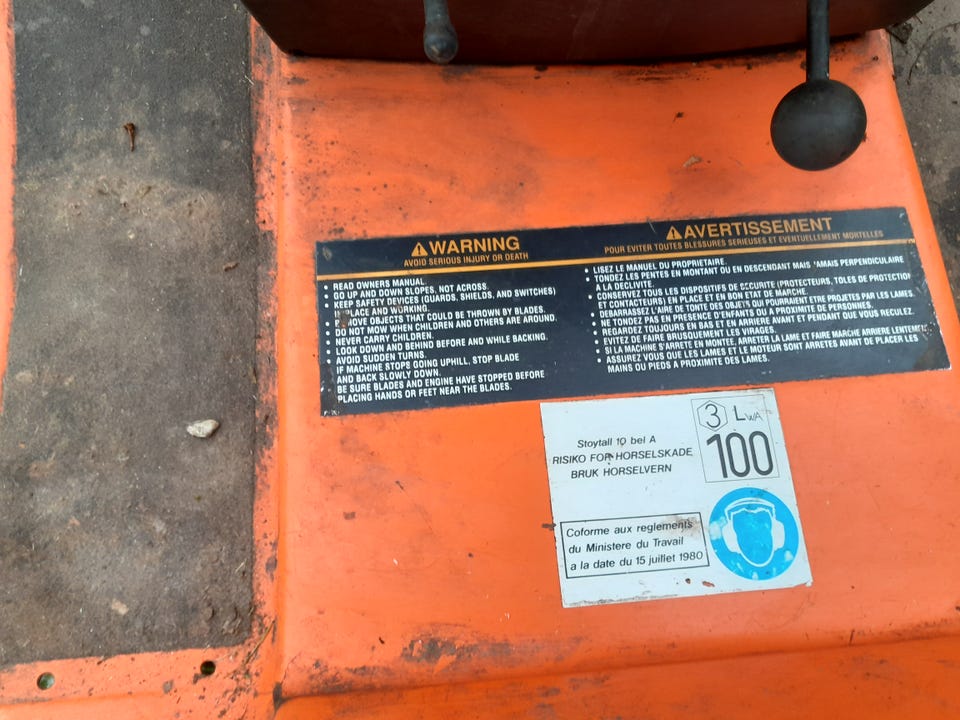 WARNING
AVOID SERIOUS INJURY OR DEATH
• READ OWNERS MANUAL.
• GO UP AND DOWN SLOPES, NOT ACROSS.
• KEEP SAFETY DEVICES (GUARDS, SHIELDS, AND SWITCHES)
IN PLACE AND WORKING.
• REMOVE OBJECTS THAT COULD BE THROWN BY BLADES.
• DO NOT MOW WHEN CHILDREN AND OTHERS ARE AROUND.
• NEVER CARRY CHILDREN.
• LOOK DOWN AND BEHIND BEFORE AND WHILE BACKING.
• AVOID SUDDEN TURNS.
• IF MACHINE STOPS GOING UPHILL, STOP BLADE
AND BACK SLOWLY DOWN.
• BE SURE BLADES AND ENGINE HAVE STOPPED BEFORE
PLACING HANDS OR FEET NEAR THE BLADES.
AVERTISSEMENT
POUR EVITER TOUTES BLESSURES SERIEUSES ET EVENTUELLEMENT MORTELLES
• LISEZ LE MANUEL DU PROPRIETAIRE.
• TONDEZ LES PENTES EN MONTANT OU EN DESCENDANT MAIS JAMAIS PERPENDICULAIRE
A LA DECLIVITE.
• CONSERVEZ TOUS LES DISPOSITIFS DE SECURITE (PROTECTEURS, TOLES DE PROTECTION
ET CONTACTEURS) EN PLACE ET EN BON ETAT DE MARCHE.
• DEBARRASSEZ L'AIRE DE TONTE DES OBJETS QUI POURRAIENT ETRE PROJETES PAR LES LAMES.
• NE TONDEZ PAS EN PRESENCE D'ENFANTS OU A PROXIMITE DE PERSONNES.
• REGARDEZ TOUJOURS EN BAS ET EN ARRIERE AVANT ET PENDANT QUE VOUS RECULEZ.
• EVITEZ DE FAIRE BRUSQUEMENT LES VIRAGES.
• SI LA MACHINE S'ARRETE EN MONTEE, ARRETER LA LAME ET FAIRE MARCHE ARRIERE LENTEMENT
• ASSUREZ VOUS QUE LES LAMES ET LE MOTEUR SONT ARRETES AVANT DE PLACER LES
MAINS OU PIEDS A PROXIMITE DES LAMES.
3 LWA
100
Stoytall 10 bel A
RISIKO FOR HORSELSKADE
BRUK HORSELVERN
Coforme aux reglements
du Ministere du Travail
a la date du 15 juillet 1980